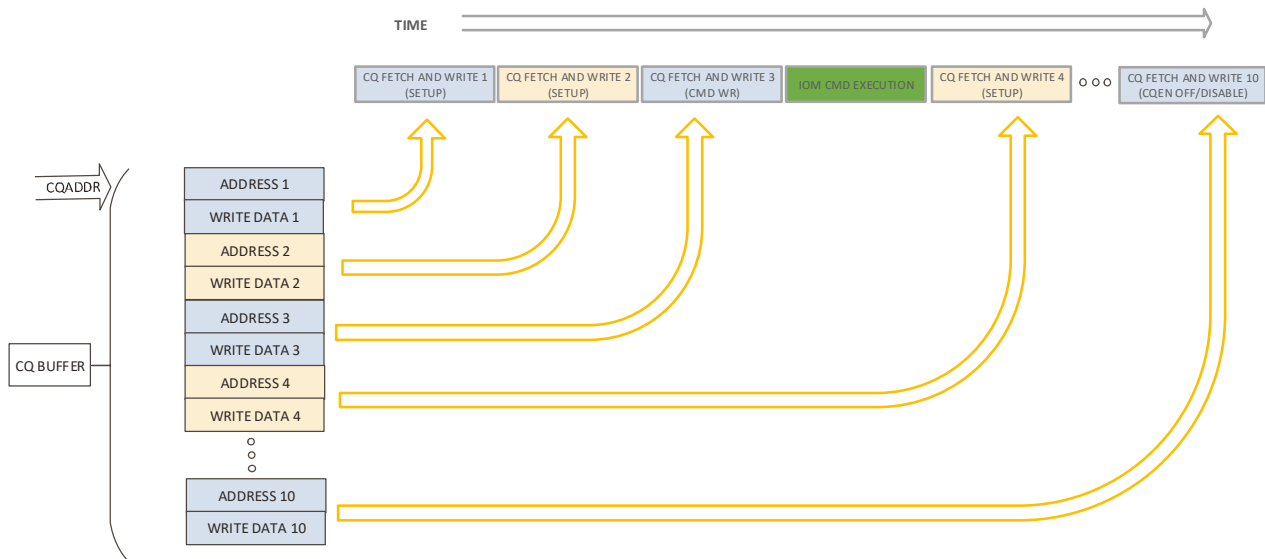 TIME
CQ FETCH AND WRITE 1
(SETUP)
CQ FETCH AND WRITE 2
(SETUP)
CQ FETCH AND WRITE 3
(CMD WR)
IOM CMD EXECUTION
CQ FETCH AND WRITE 4
(SETUP)
CQ FETCH AND WRITE 10
(CQEN OFF/DISABLE)
CQADDR
ADDRESS 1
WRITE DATA 1
ADDRESS 2
WRITE DATA 2
ADDRESS 3
WRITE DATA 3
CQ BUFFER
ADDRESS 4
WRITE DATA 4
ADDRESS 10
WRITE DATA 10